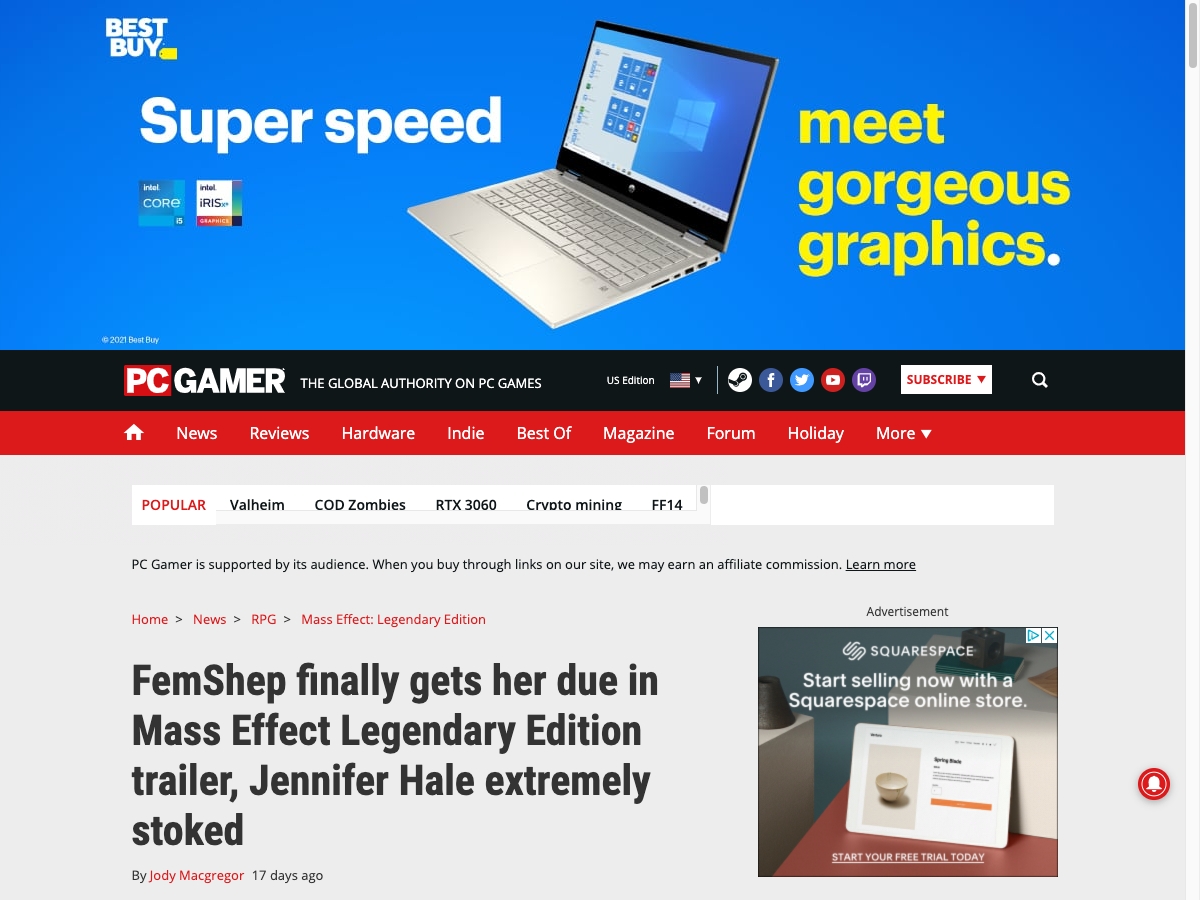 BEST
BUY
Super speed
meet
gorgeous
graphics.
intel.
CORE
i5
intel.
iRIS Xe
GRAPHICS
© 2021 Best Buy
PC GAMER THE GLOBAL AUTHORITY ON PC GAMES US Edition SUBSCRIBE
News Reviews Hardware Indie Best Of Magazine Forum Holiday More
POPULAR Valheim COD Zombies RTX 3060 Crypto mining FF14
PC Gamer is supported by its audience. When you buy through links on our site, we may earn an affiliate commission. Learn more
Home > News > RPG > Mass Effect: Legendary Edition
FemShep finally gets her due in
Mass Effect Legendary Edition
trailer, Jennifer Hale extremely
stoked
By Jody Macgregor 17 days ago
Advertisement
SQUARESPACE
Start selling now with a
Squarespace online store.
Spring Blade
START YOUR FREE TRIAL TODAY